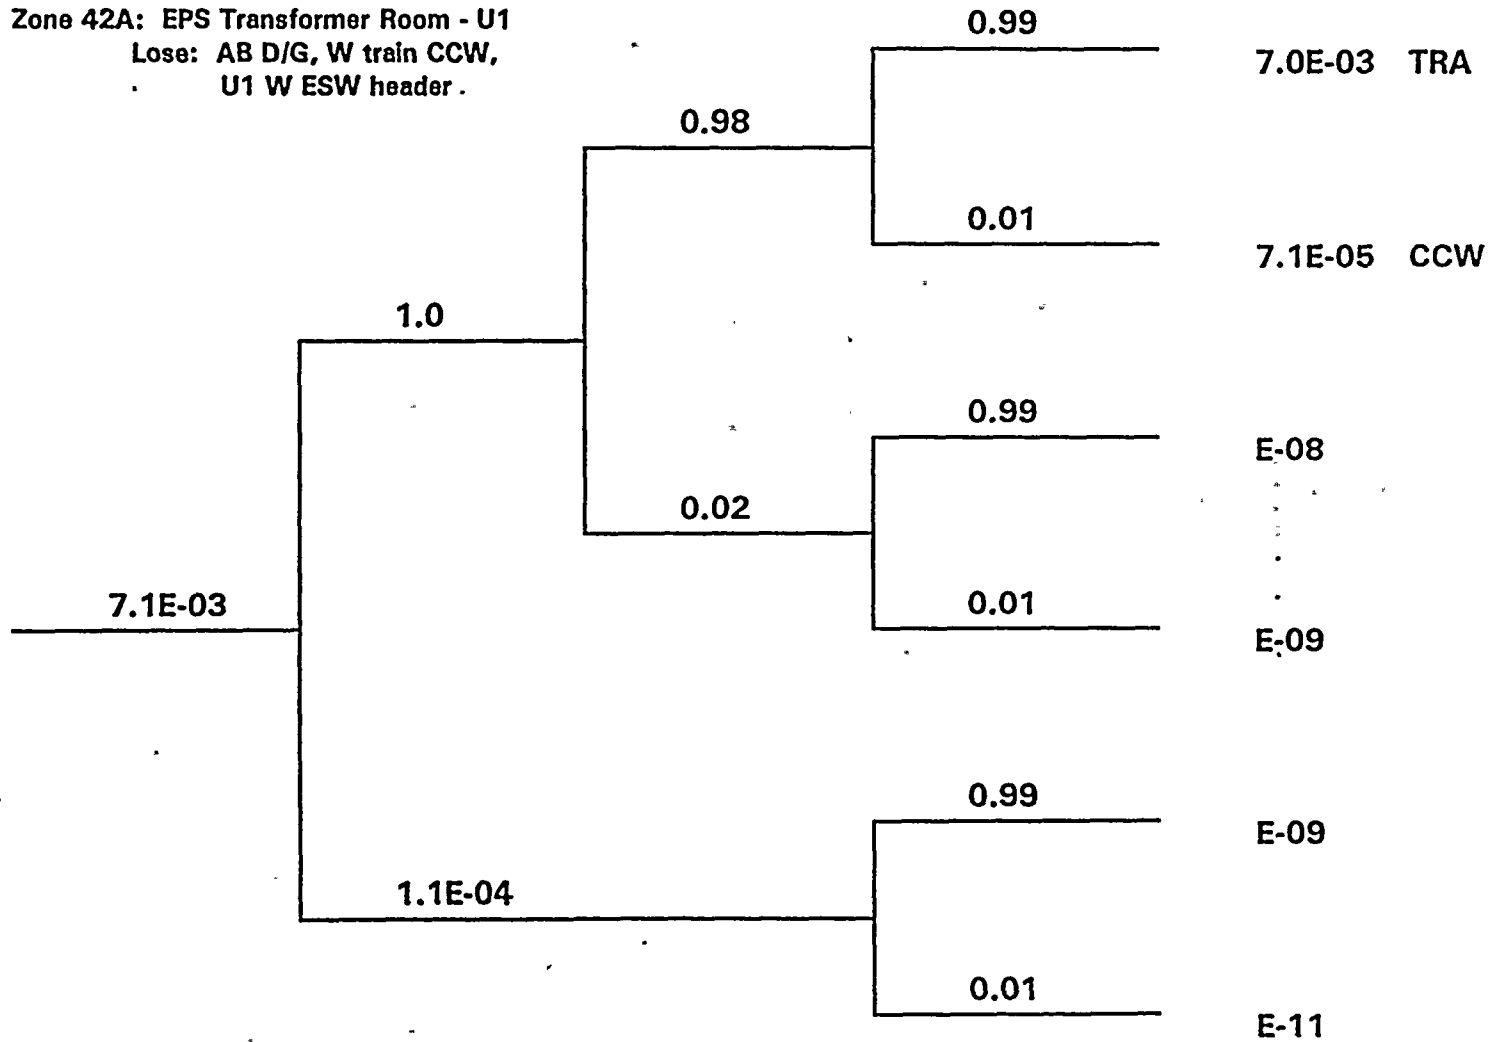 Zone 42A: EPS Transformer Room - U1
Lose: AB D/G, W train CCW,
U1 W ESW header.
0.99
7.0E-03 TRA
0.98
0.01
7.1E-05 CCW
1.0
0.99
E-08
0.02
0.01
E-09
7.1E-03
0.99
E-09
1.1E-04
0.01
E-11